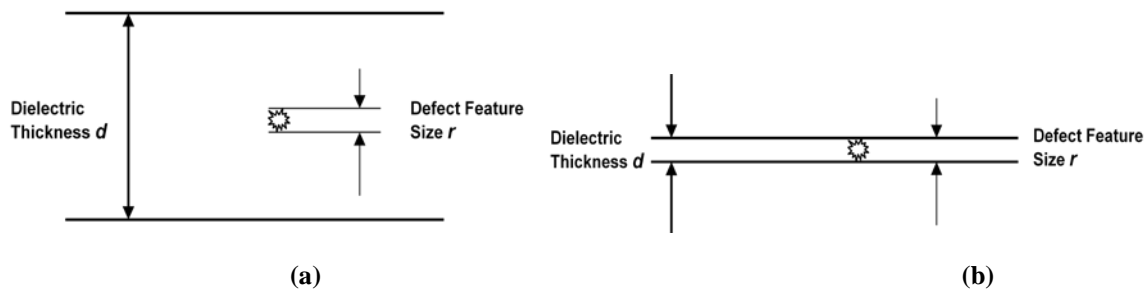 Dielectric
Thickness d
Defect Feature
Size r
Dielectric
Thickness d
Defect Feature
Size r
(a)
(b)